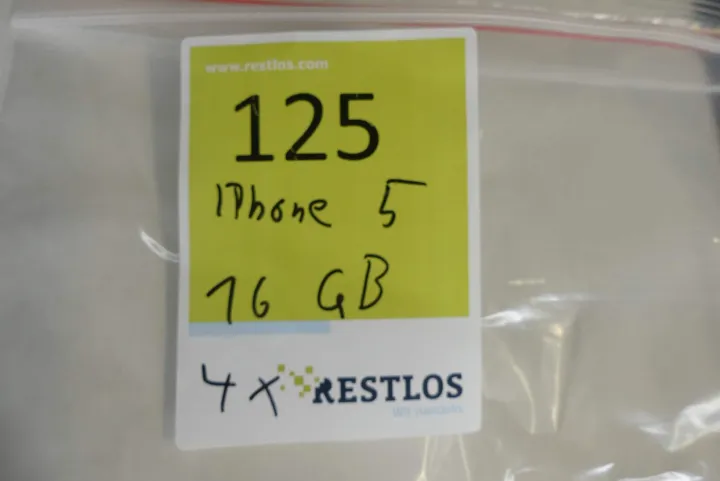 www.restlos.com
125
IPhone 5
16 GB
4 x RESTLOS